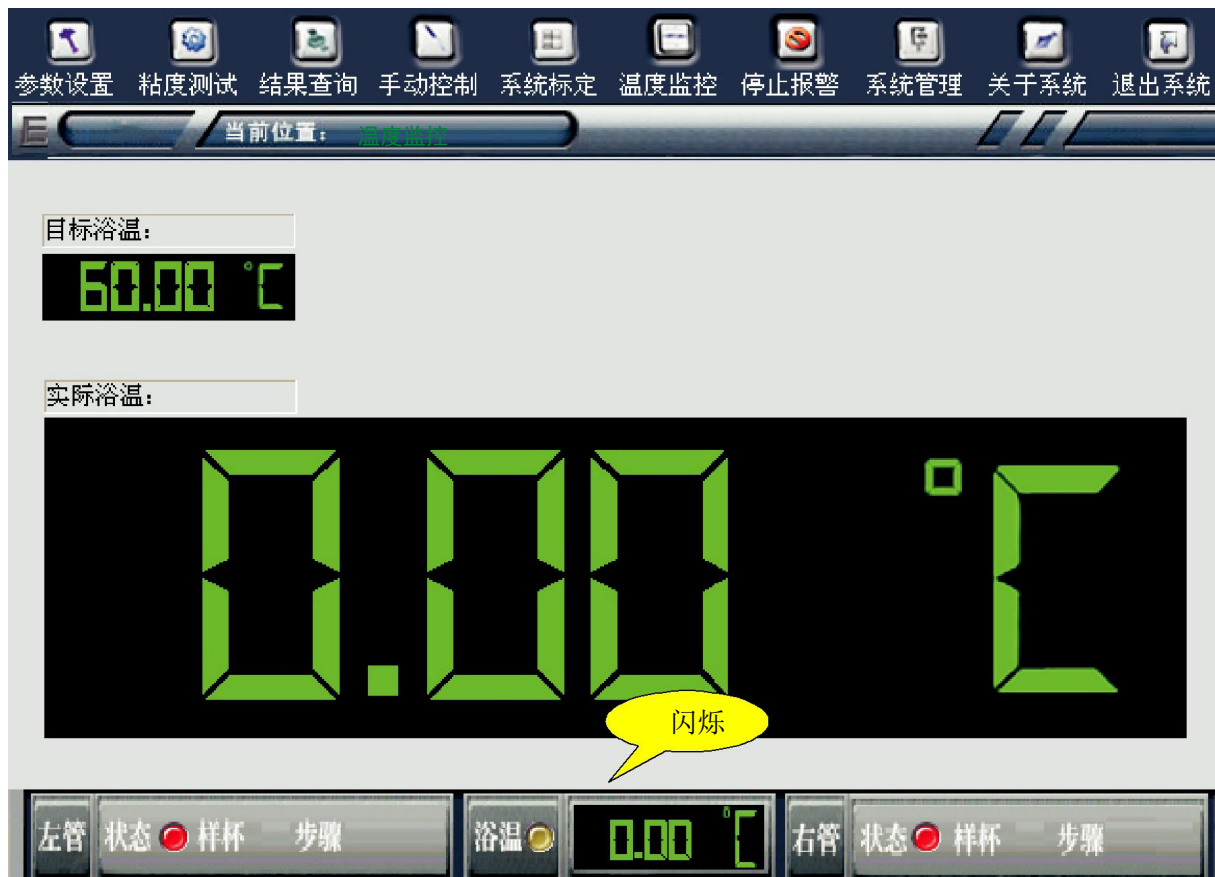 参数设置 粘度测试 结果查询 手动控制 系统标定 温度监控 停止报警 系统管理 关于系统 退出系统
E 当前位置： 温度监控
目标浴温：
60.00 °C
实际浴温：
0.00 °C
闪烁
左管 状态 样杯 步骤 浴温 0.00 °C 右管 状态 样杯 步骤